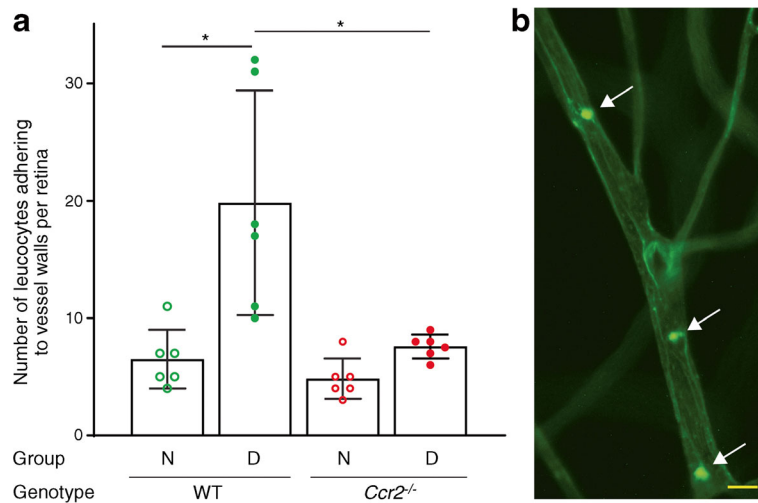 a
b
*
*
30
20
10
0
Number of leucocytes adhering
to vessel walls per retina
Group N D N D
Genotype WT Ccr2-/-